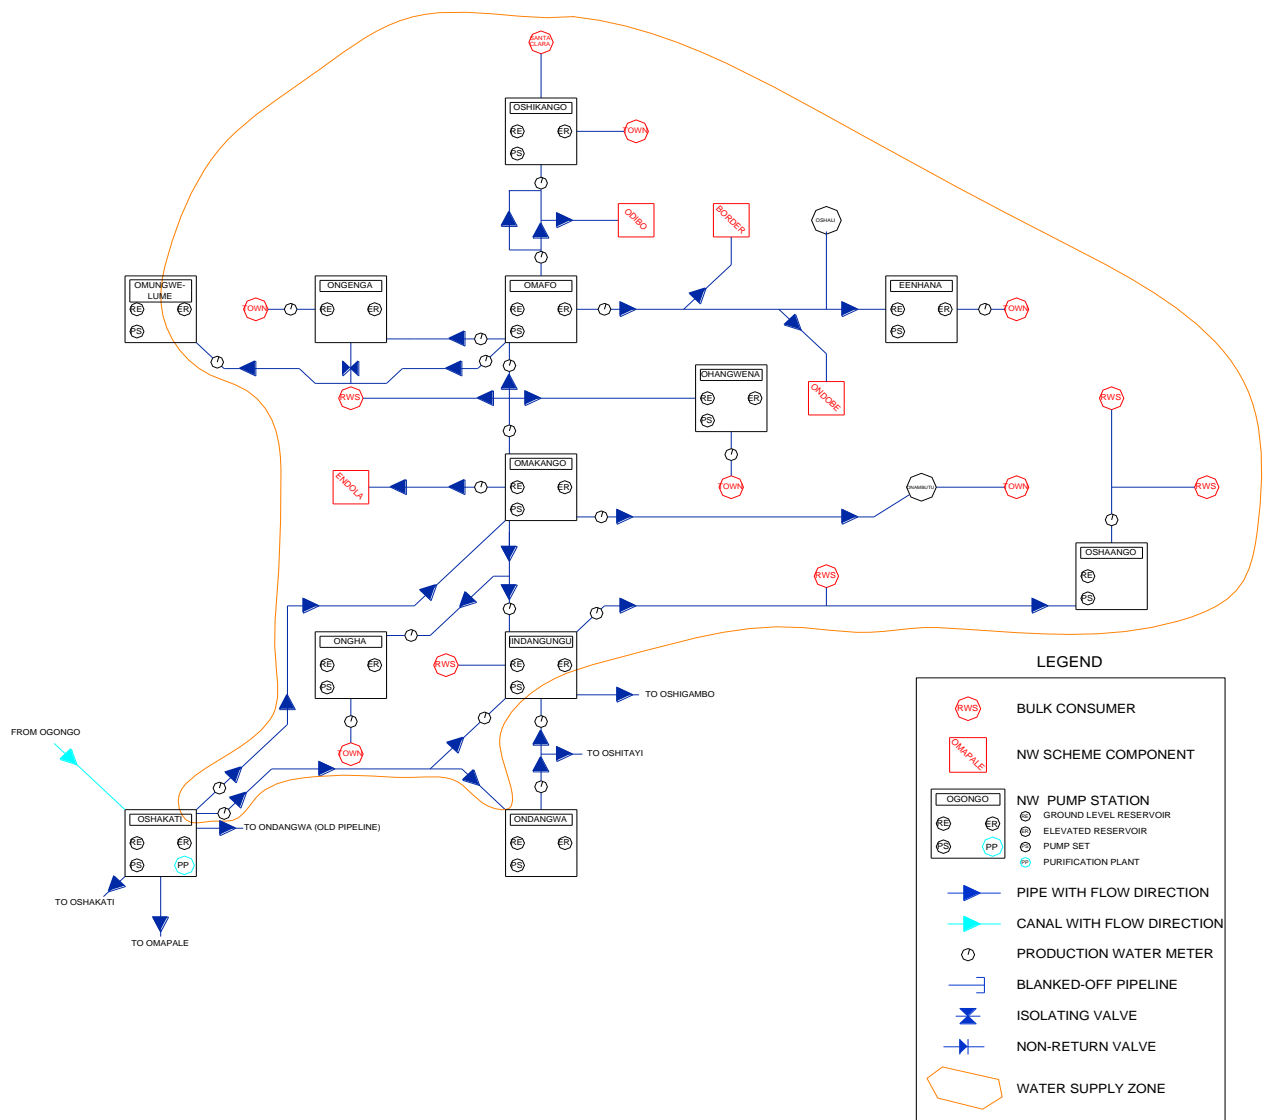 SANTA
CLARA
OSHIKANGO
RE
ER
TOWN
PS
ODIBO
BORDER
OSHALI
OMUNGWE-
LUME
RE
ER
PS
TOWN
ONGENGA
RE
ER
OMAFO
RE
ER
PS
EENHANA
RE
ER
TOWN
PS
RWS
OHANGWENA
RE
ER
PS
TOWN
ONDOBE
RWS
ENDOLA
OMAKANGO
RE
ER
PS
ONAMBUTU
TOWN
RWS
OSHAANGO
RE
PS
RWS
ONGHA
RE
ER
PS
TOWN
RWS
IINDANGUNGU
RE
ER
PS
TO OSHIGAMBO
TO OSHITAYI
FROM OGONGO
OSHAKATI
RE
ER
PS
PP
TO ONDANGWA (OLD PIPELINE)
TO OSHAKATI
TO OMAPALE
ONDANGWA
RE
ER
PS
LEGEND
RWS
BULK CONSUMER
OMAPALE
NW SCHEME COMPONENT
OGONGO
RE
ER
PS
PP
NW PUMP STATION
RE
GROUND LEVEL RESERVOIR
ER
ELEVATED RESERVOIR
PS
PUMP SET
PP
PURIFICATION PLANT
PIPE WITH FLOW DIRECTION
CANAL WITH FLOW DIRECTION
PRODUCTION WATER METER
BLANKED-OFF PIPELINE
ISOLATING VALVE
NON-RETURN VALVE
WATER SUPPLY ZONE